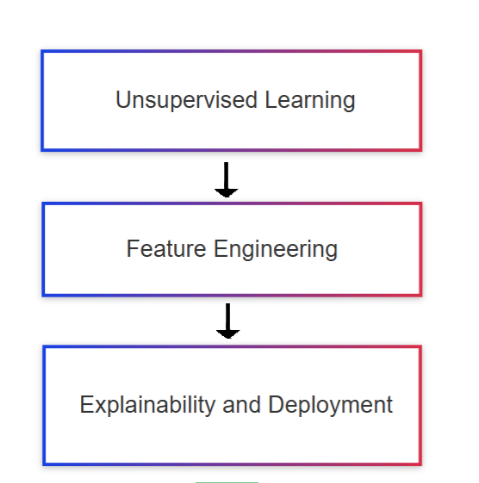 Unsupervised Learning
Feature Engineering
Explainability and Deployment